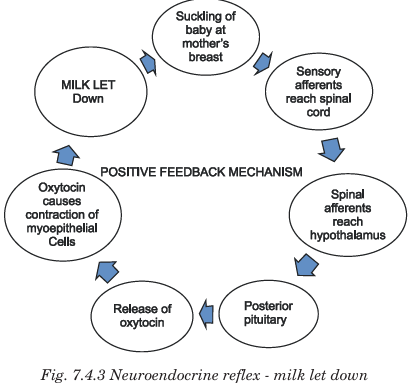 Suckling of
baby at
mother's
breast
Sensory
afferents
reach spinal
cord
Spinal
afferents
reach
hypothalamus
Posterior
pituitary
Release of
oxytocin
Oxytocin
causes
contraction of
myoepithelial
Cells
MILK LET
Down
POSITIVE FEEDBACK MECHANISM
Fig. 7.4.3 Neuroendocrine reflex - milk let down